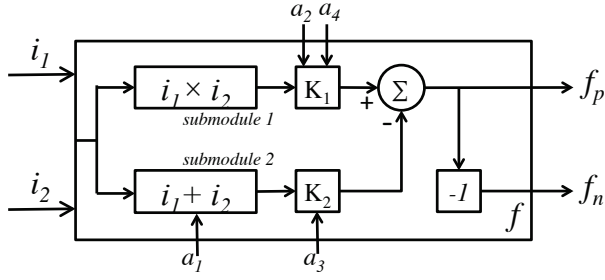 a₂ a₄
i₁
i₁ × i₂
K₁
+
Σ
fₚ
submodule 1
-
submodule 2
i₂
i₁ + i₂
K₂
-1
f
fₙ
a₁
a₃